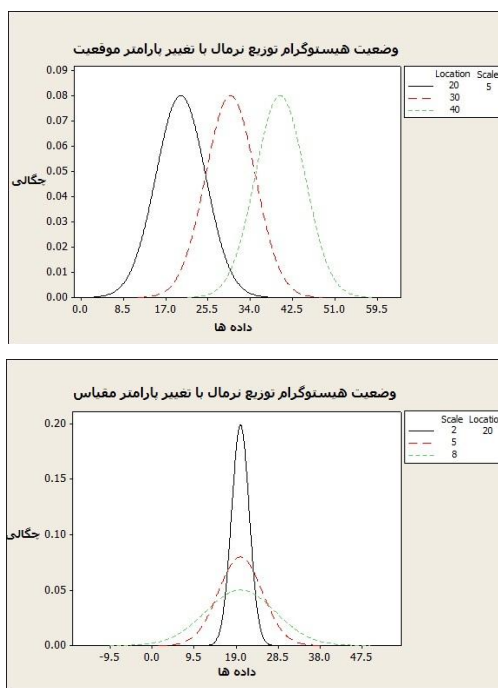 وضعیت هیستوگرام توزیع نرمال با تغییر پارامتر موقعیت
0.09
0.08
0.07
0.06
0.05
0.04
0.03
0.02
0.01
0.00
چگالی
0.0 8.5 17.0 25.5 34.0 42.5 51.0 59.5
داده ها
Location Scale
20 5
30
40
وضعیت هیستوگرام توزیع نرمال با تغییر پارامتر مقیاس
0.20
0.15
0.10
0.05
0.00
چگالی
-9.5 0.0 9.5 19.0 28.5 38.0 47.5
داده ها
Scale Locatio
2 20
5
8